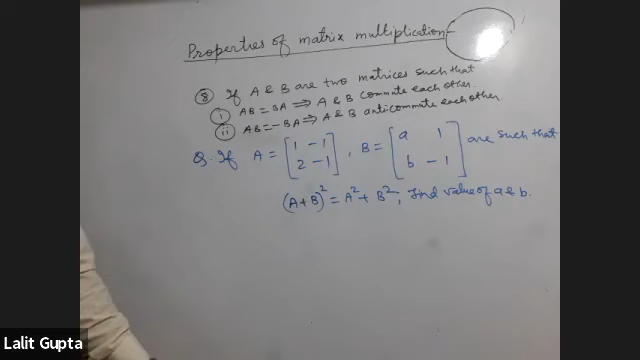 Properties of matrix multiplication
⑧ If A & B are two matrices such that
ⓘ AB = BA ⟹ A & B commute each other
ⓘⓘ AB = -BA ⟹ A & B anticommute each other
Q. If A = [1 -1; 2 -1], B = [a 1; b -1] are such that
(A+B)² = A² + B², find value of a & b.
Lalit Gupta